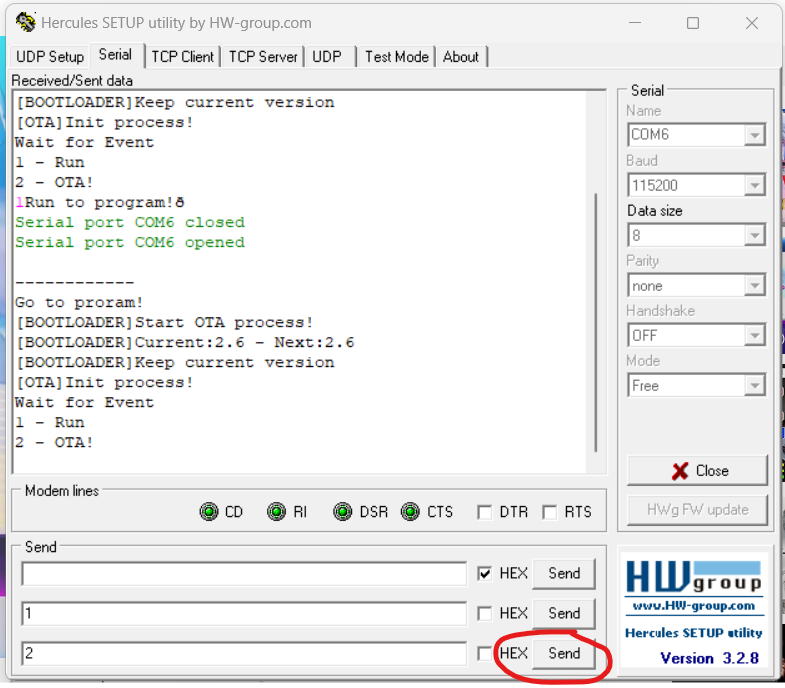 Hercules SETUP utility by HW-group.com
UDP Setup Serial TCP Client TCP Server UDP Test Mode About
Received/Sent data
[BOOTLOADER]Keep current version
[OTA]Init process!
Wait for Event
1 - Run
2 - OTA!
1Run to program!ð
Serial port COM6 closed
Serial port COM6 opened
------------
Go to proram!
[BOOTLOADER]Start OTA process!
[BOOTLOADER]Current:2.6 - Next:2.6
[BOOTLOADER]Keep current version
[OTA]Init process!
Wait for Event
1 - Run
2 - OTA!
Serial
Name
COM6
Baud
115200
Data size
8
Parity
none
Handshake
OFF
Mode
Free
Close
HWg FW update
Modem lines
CD RI DSR CTS DTR RTS
Send
HEX Send
1 HEX Send
2 HEX Send
HWgroup
www.HW-group.com
Hercules SETUP utility
Version 3.2.8